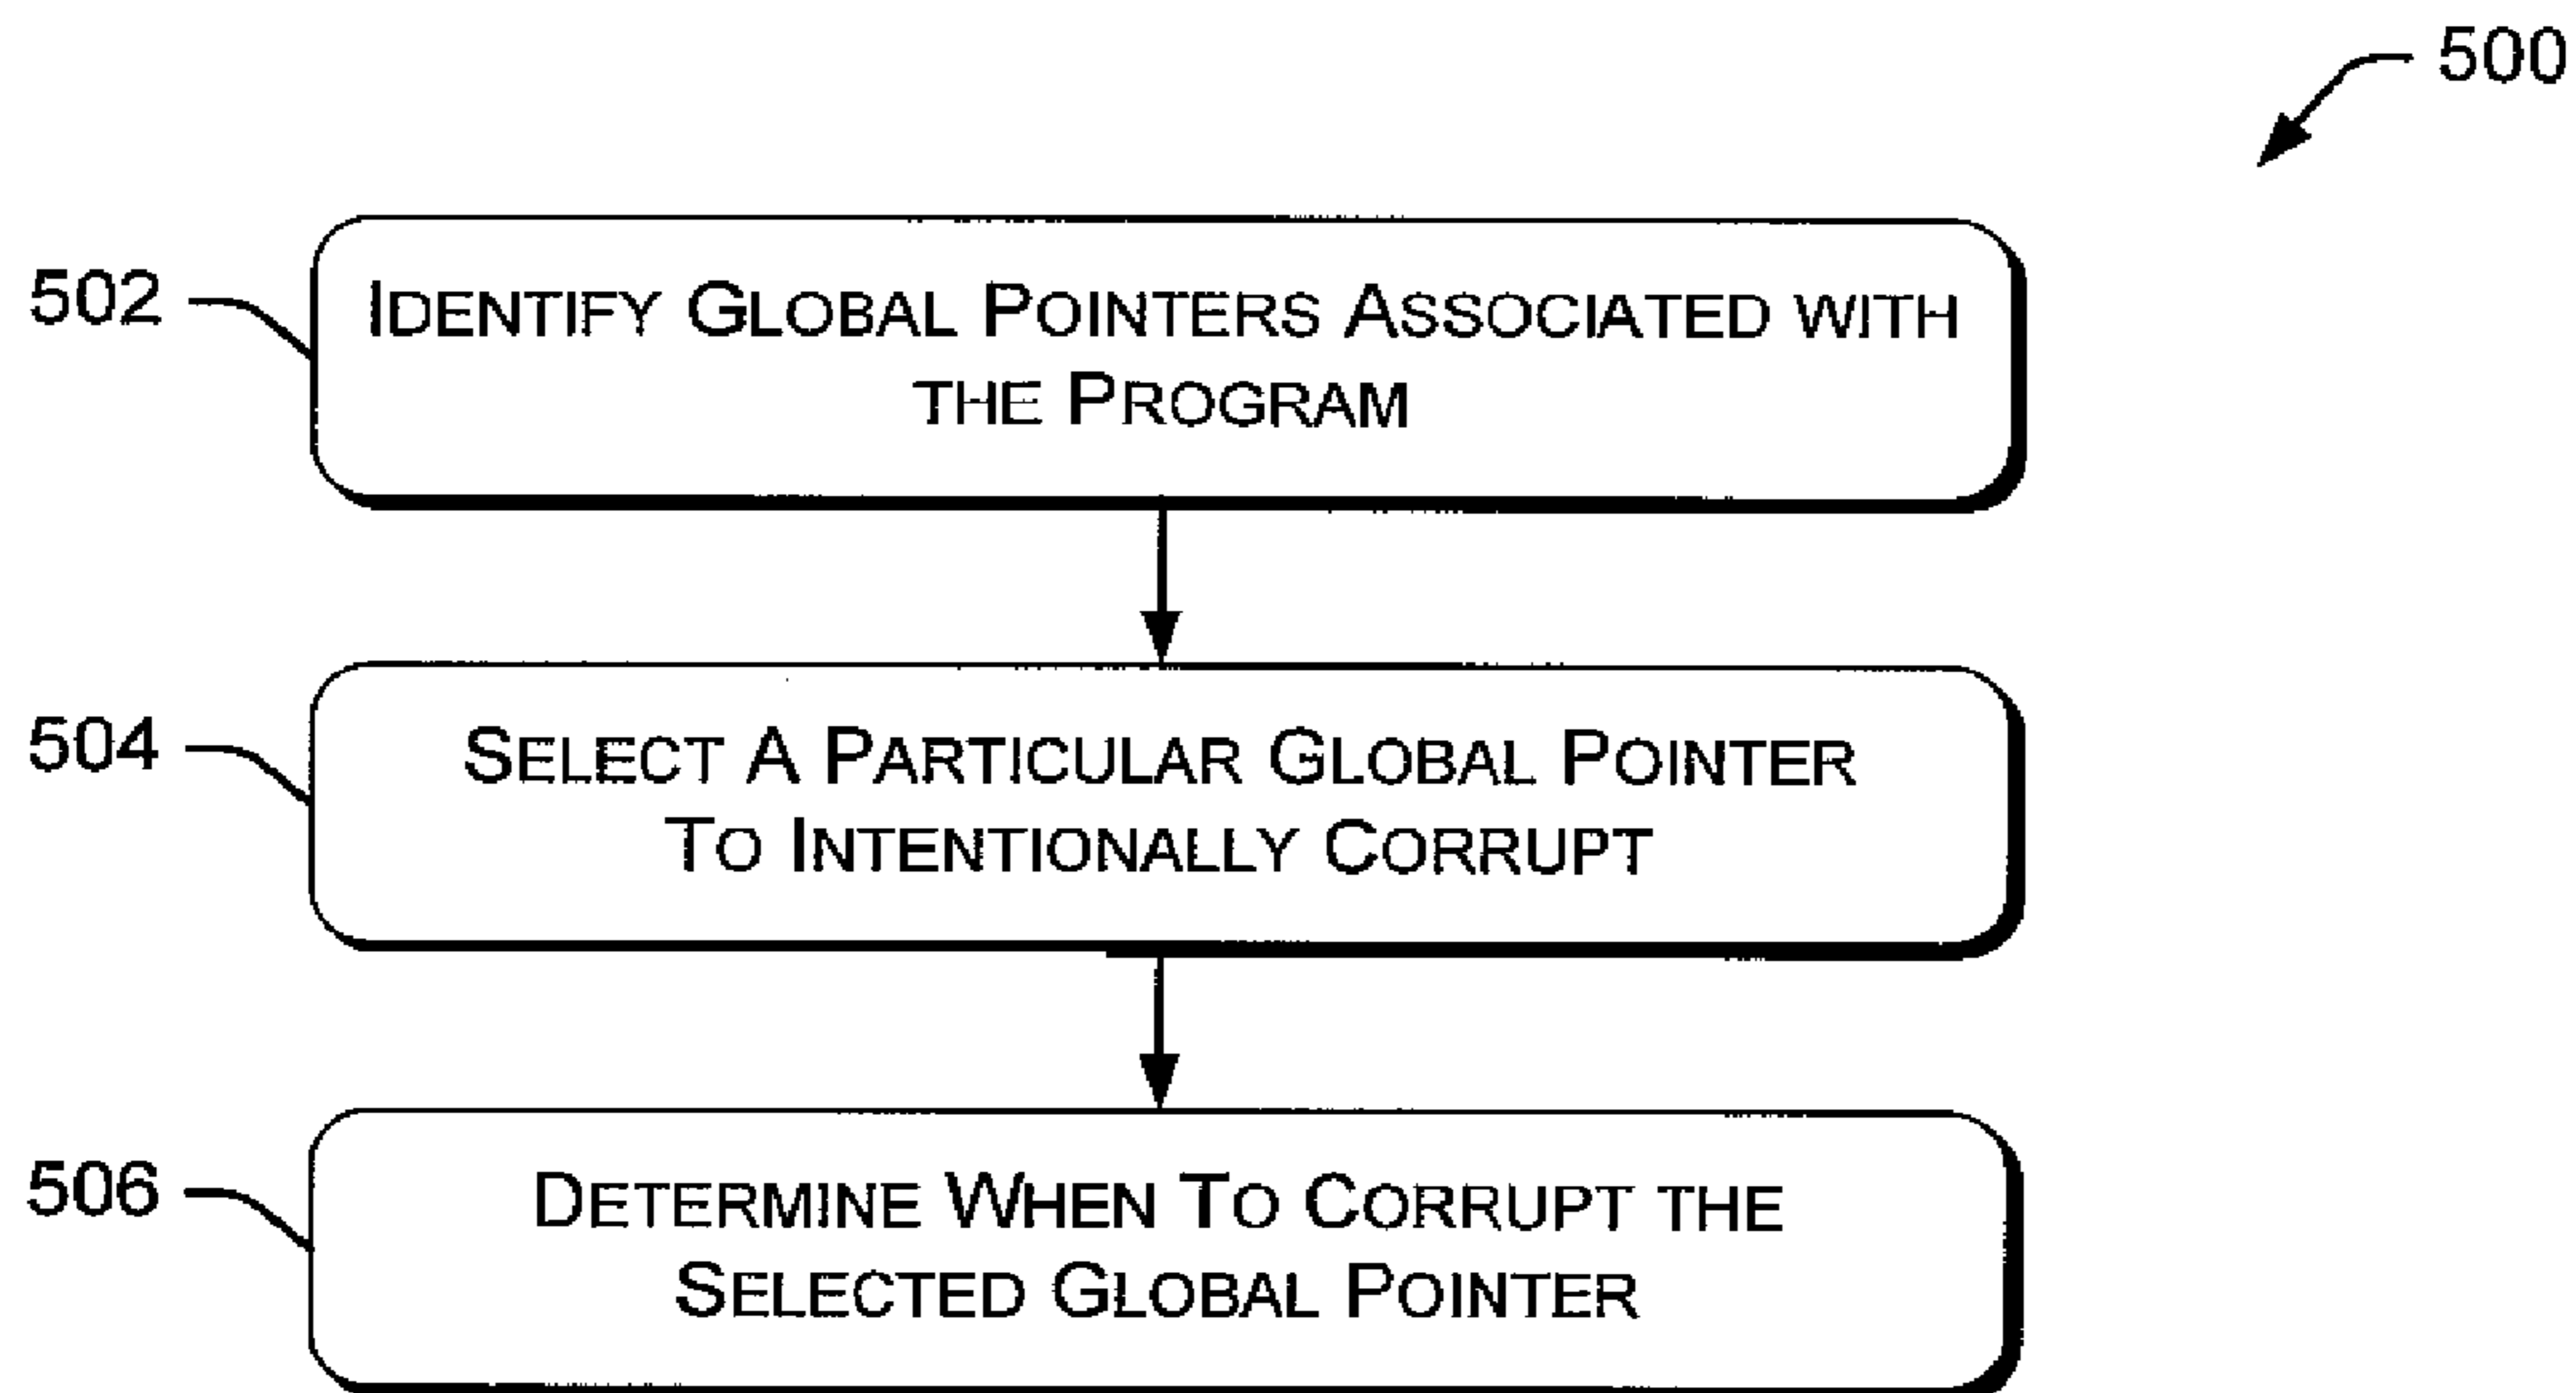 500
502
IDENTIFY GLOBAL POINTERS ASSOCIATED WITH
THE PROGRAM
504
SELECT A PARTICULAR GLOBAL POINTER
TO INTENTIONALLY CORRUPT
506
DETERMINE WHEN TO CORRUPT THE
SELECTED GLOBAL POINTER